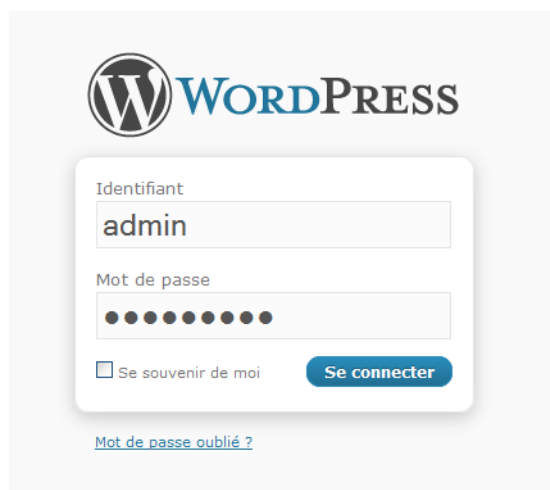 WORDPRESS
Identifiant
admin
Mot de passe
●●●●●●●●●
Se souvenir de moi
Se connecter
Mot de passe oublié ?